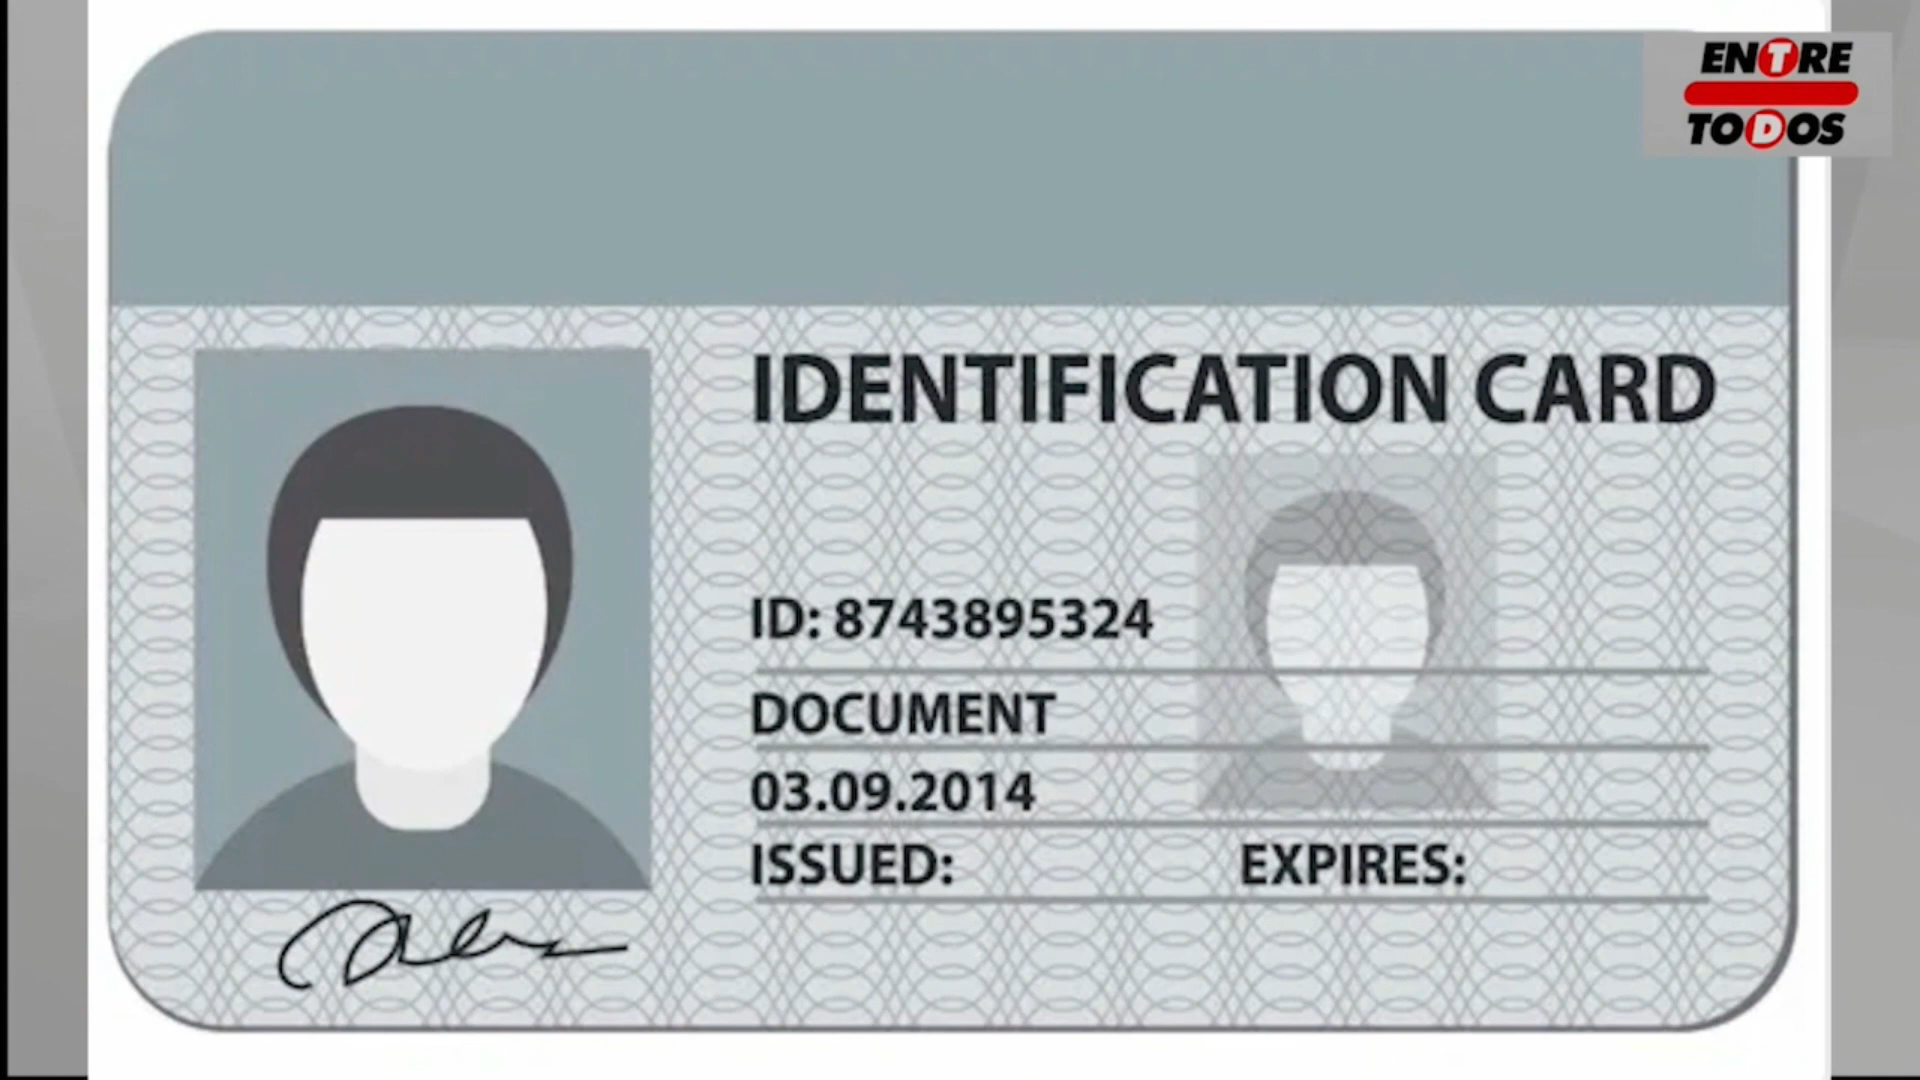 ENTRE
TODOS
IDENTIFICATION CARD
ID: 8743895324
DOCUMENT
03.09.2014
ISSUED: EXPIRES: